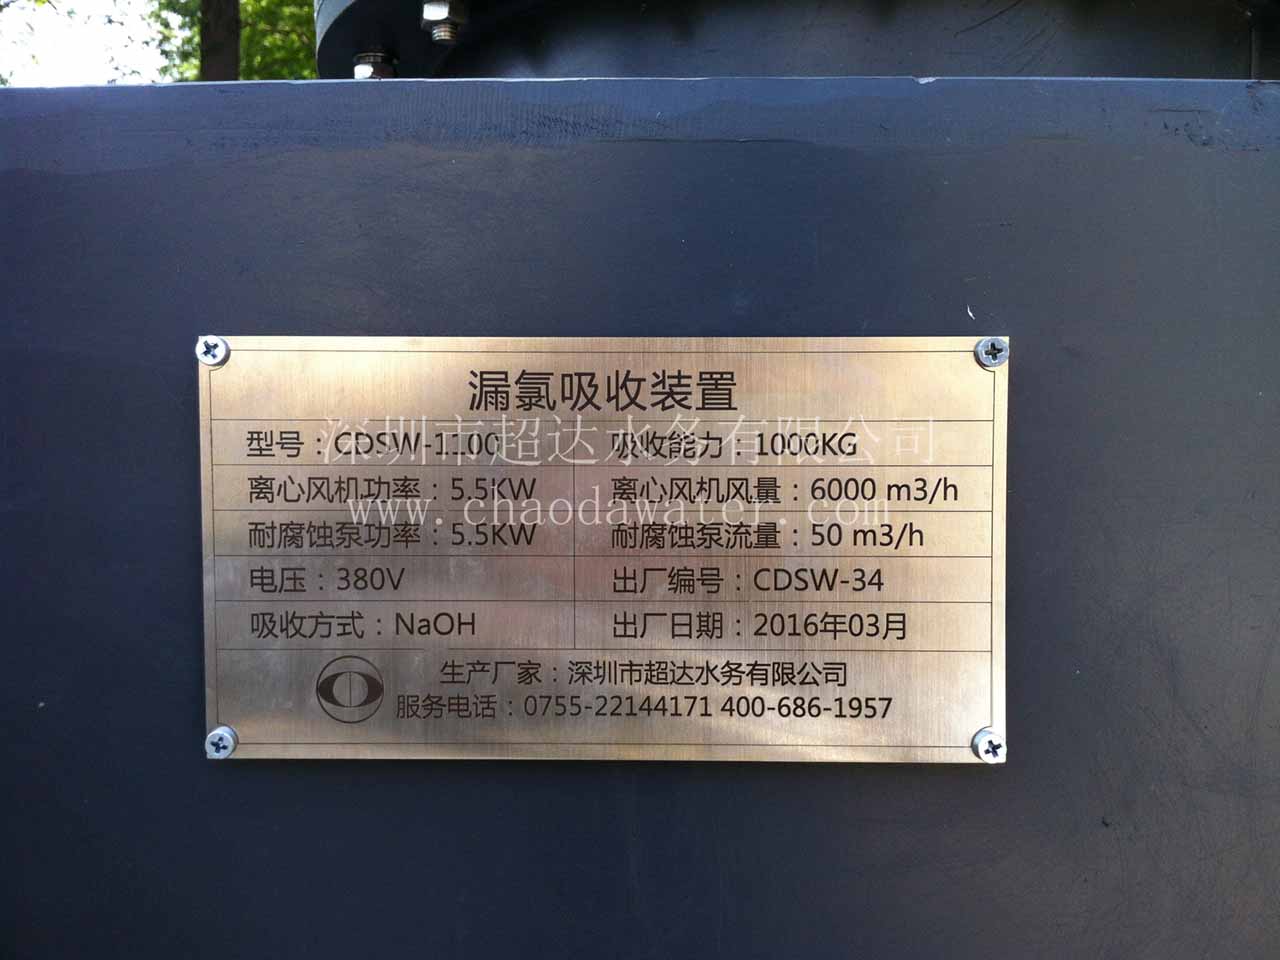 漏氯吸收装置
深圳市超达水务有限公司
型号：CDSW-1100 吸收能力：1000KG
离心风机功率：5.5KW 离心风机风量：6000 m3/h
www.chaodawater.com
耐腐蚀泵功率：5.5KW 耐腐蚀泵流量：50 m3/h
电压：380V 出厂编号：CDSW-34
吸收方式：NaOH 出厂日期：2016年03月
生产厂家：深圳市超达水务有限公司
服务电话：0755-22144171 400-686-1957